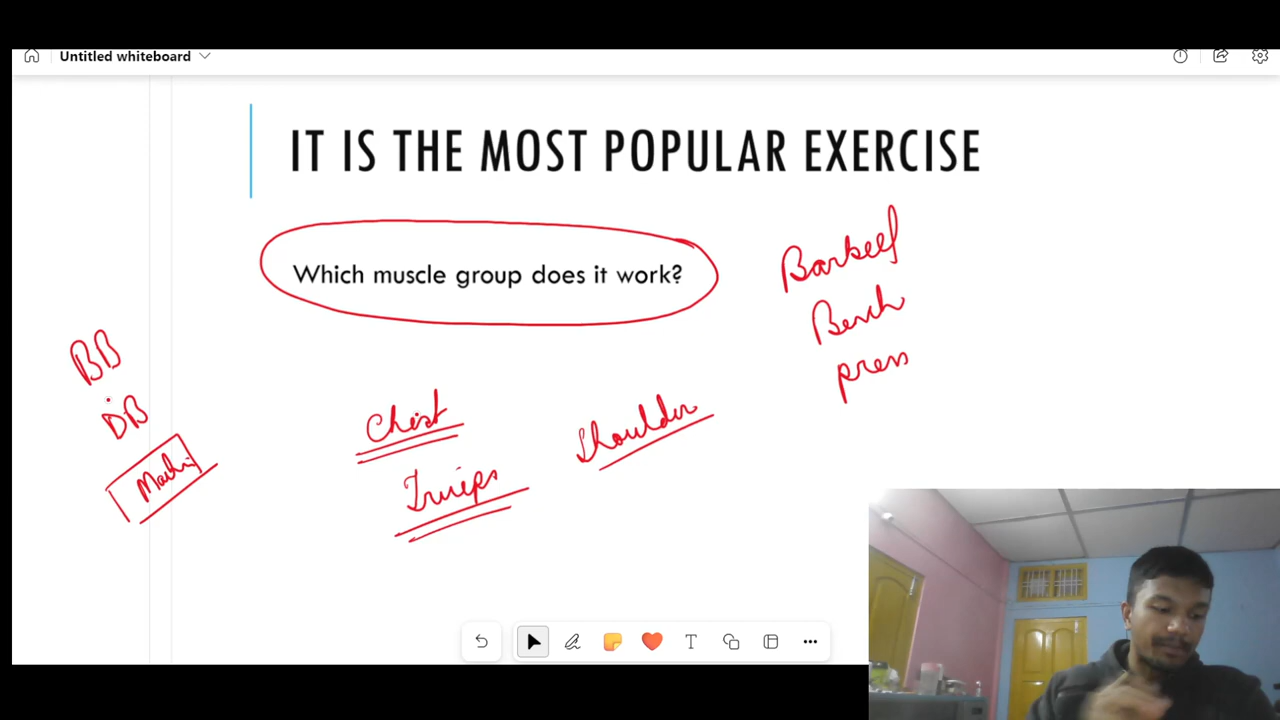 Untitled whiteboard
IT IS THE MOST POPULAR EXERCISE
Which muscle group does it work?
Barbell
Bench
press
BB
DB
Chest
Shoulder
Triceps
T